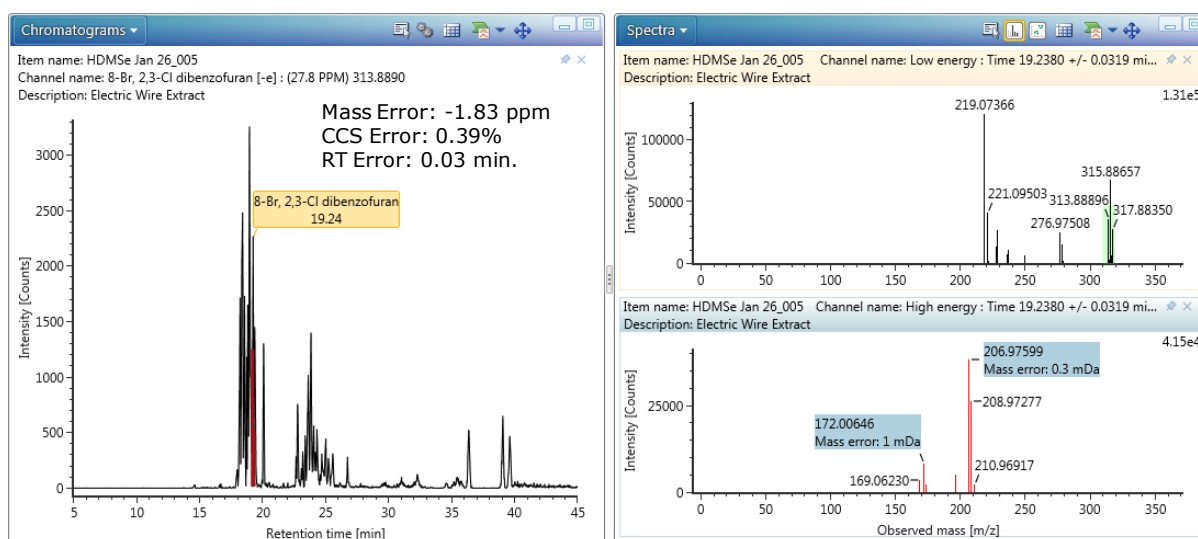 Chromatograms
Item name: HDMSe Jan 26_005
Channel name: 8-Br, 2,3-Cl dibenzofuran [-e] : (27.8 PPM) 313.8890
Description: Electric Wire Extract
Mass Error: -1.83 ppm
CCS Error: 0.39%
RT Error: 0.03 min.
8-Br, 2,3-Cl dibenzofuran
19.24
Intensity [Counts]
3000
2500
2000
1500
1000
500
0
5 10 15 20 25 30 35 40 45
Retention time [min]
Spectra
Item name: HDMSe Jan 26_005 Channel name: Low energy : Time 19.2380 +/- 0.0319 mi...
Description: Electric Wire Extract
1.31e5
219.07366
315.88657
221.09503
313.88896
317.88350
276.97508
Intensity [Counts]
100000
50000
0
0 50 100 150 200 250 300 350
Item name: HDMSe Jan 26_005 Channel name: High energy : Time 19.2380 +/- 0.0319 mi...
Description: Electric Wire Extract
4.15e4
206.97599
Mass error: 0.3 mDa
208.97277
172.00646
Mass error: 1 mDa
169.06230
210.96917
Intensity [Counts]
25000
0
0 50 100 150 200 250 300 350
Observed mass [m/z]